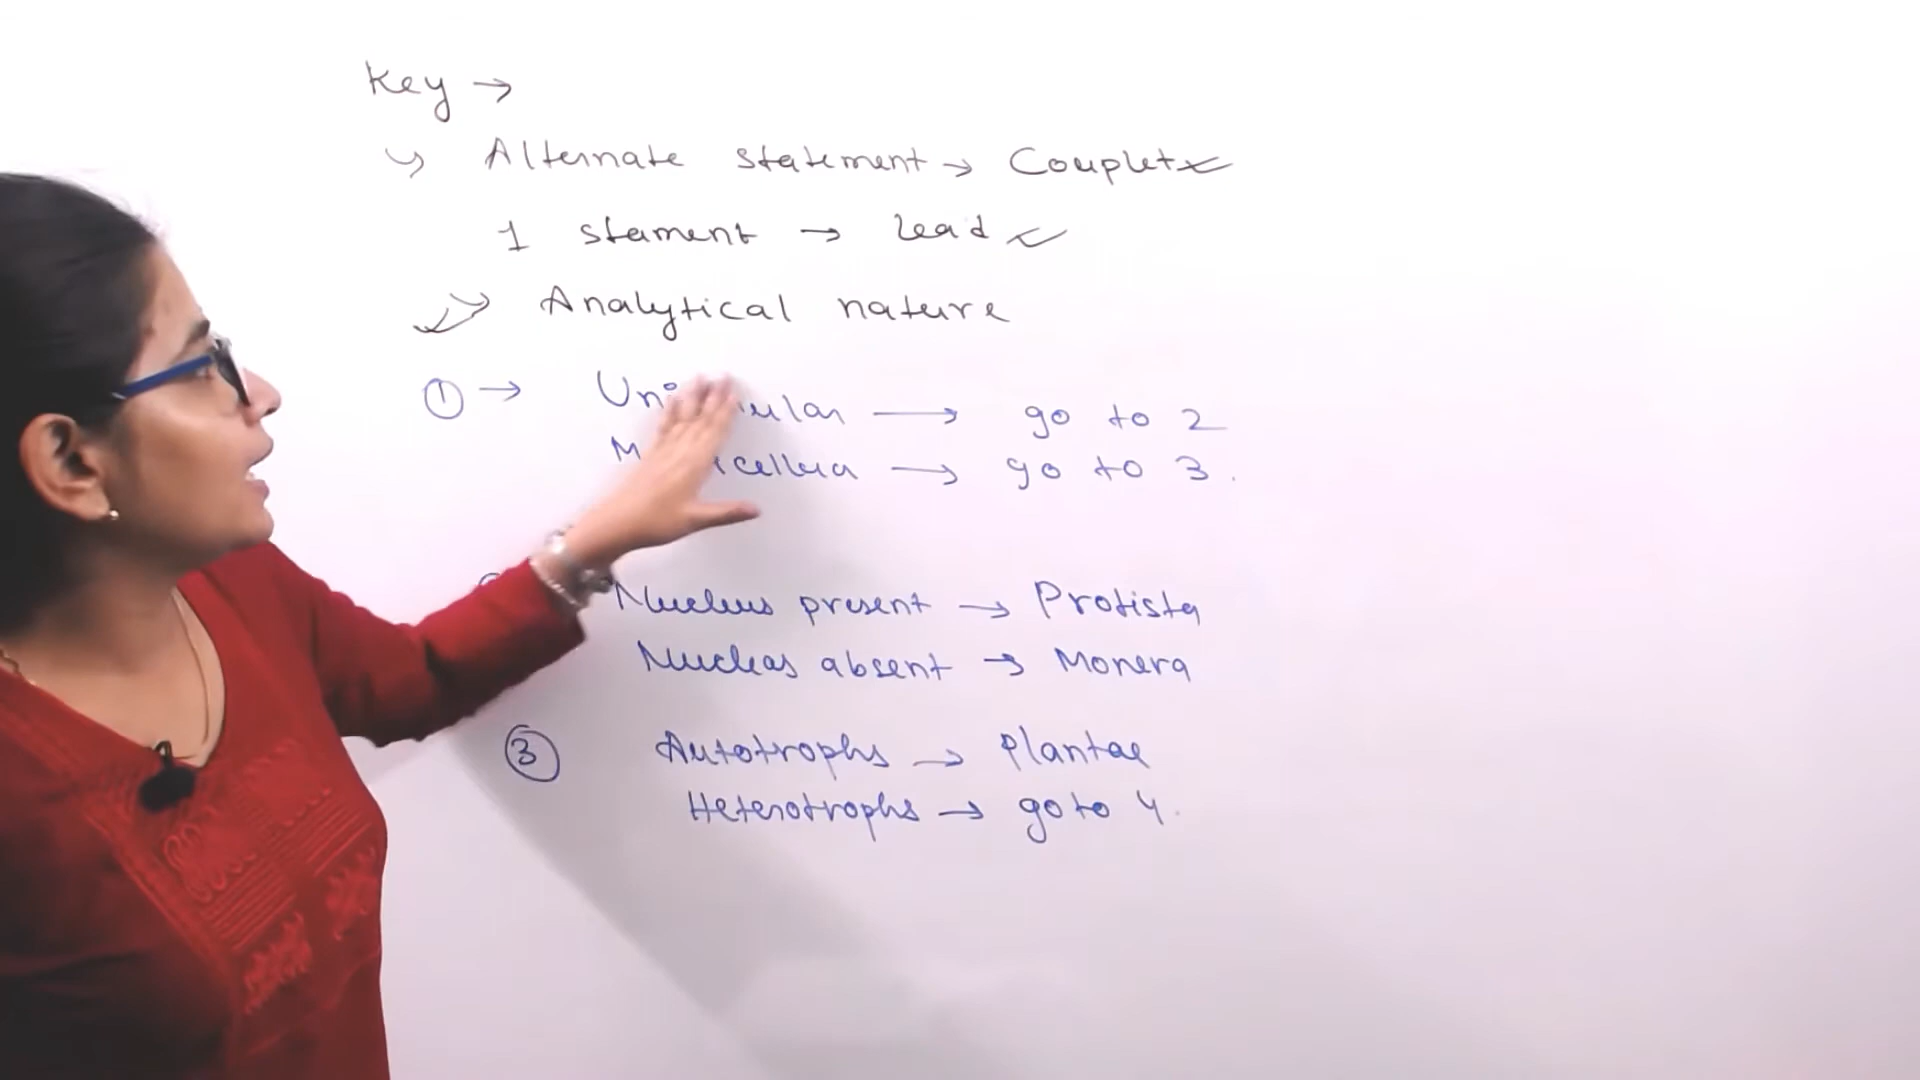 Key →
↳ Alternate statement → Couplet ✓
1 stament → lead ✓
✓ Analytical nature
① → → go to 2
→ go to 3.
Nucleus present → Protista
Nucleas absent → Monera
③ Autotrophs → Plantae
Heterotrophs → go to 4.